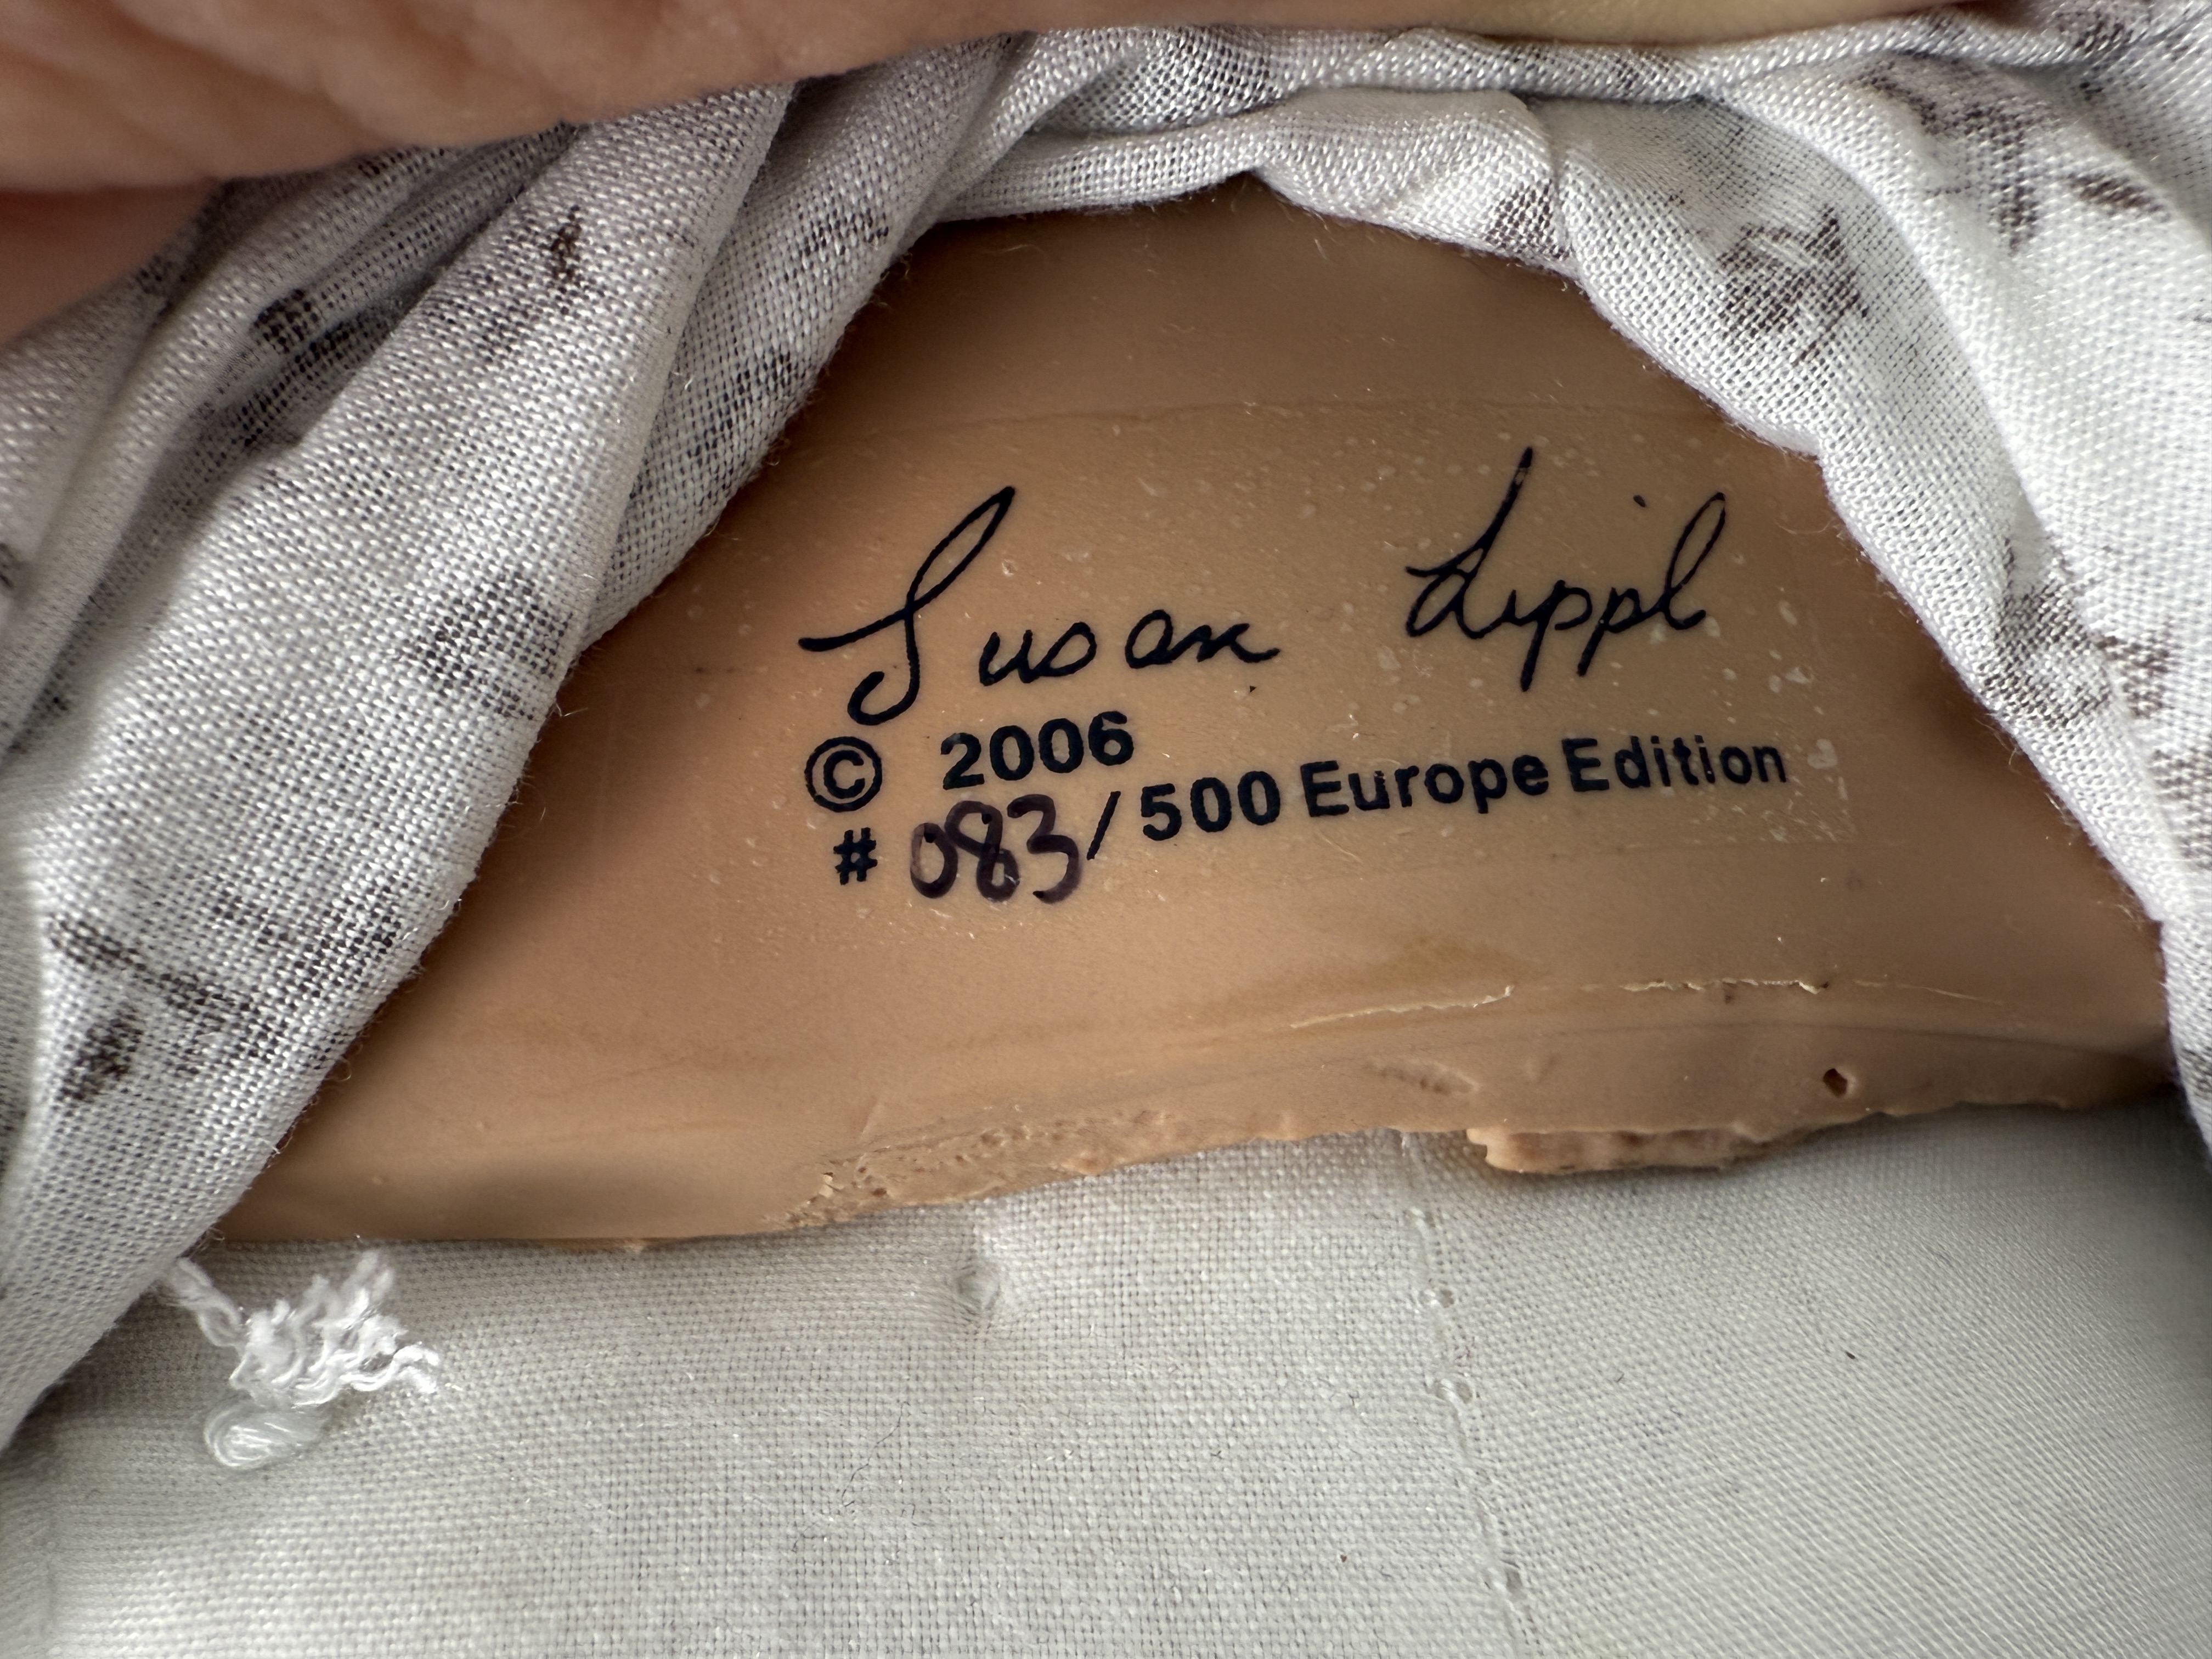 Susan Lippl
© 2006
# 083/500 Europe Edition